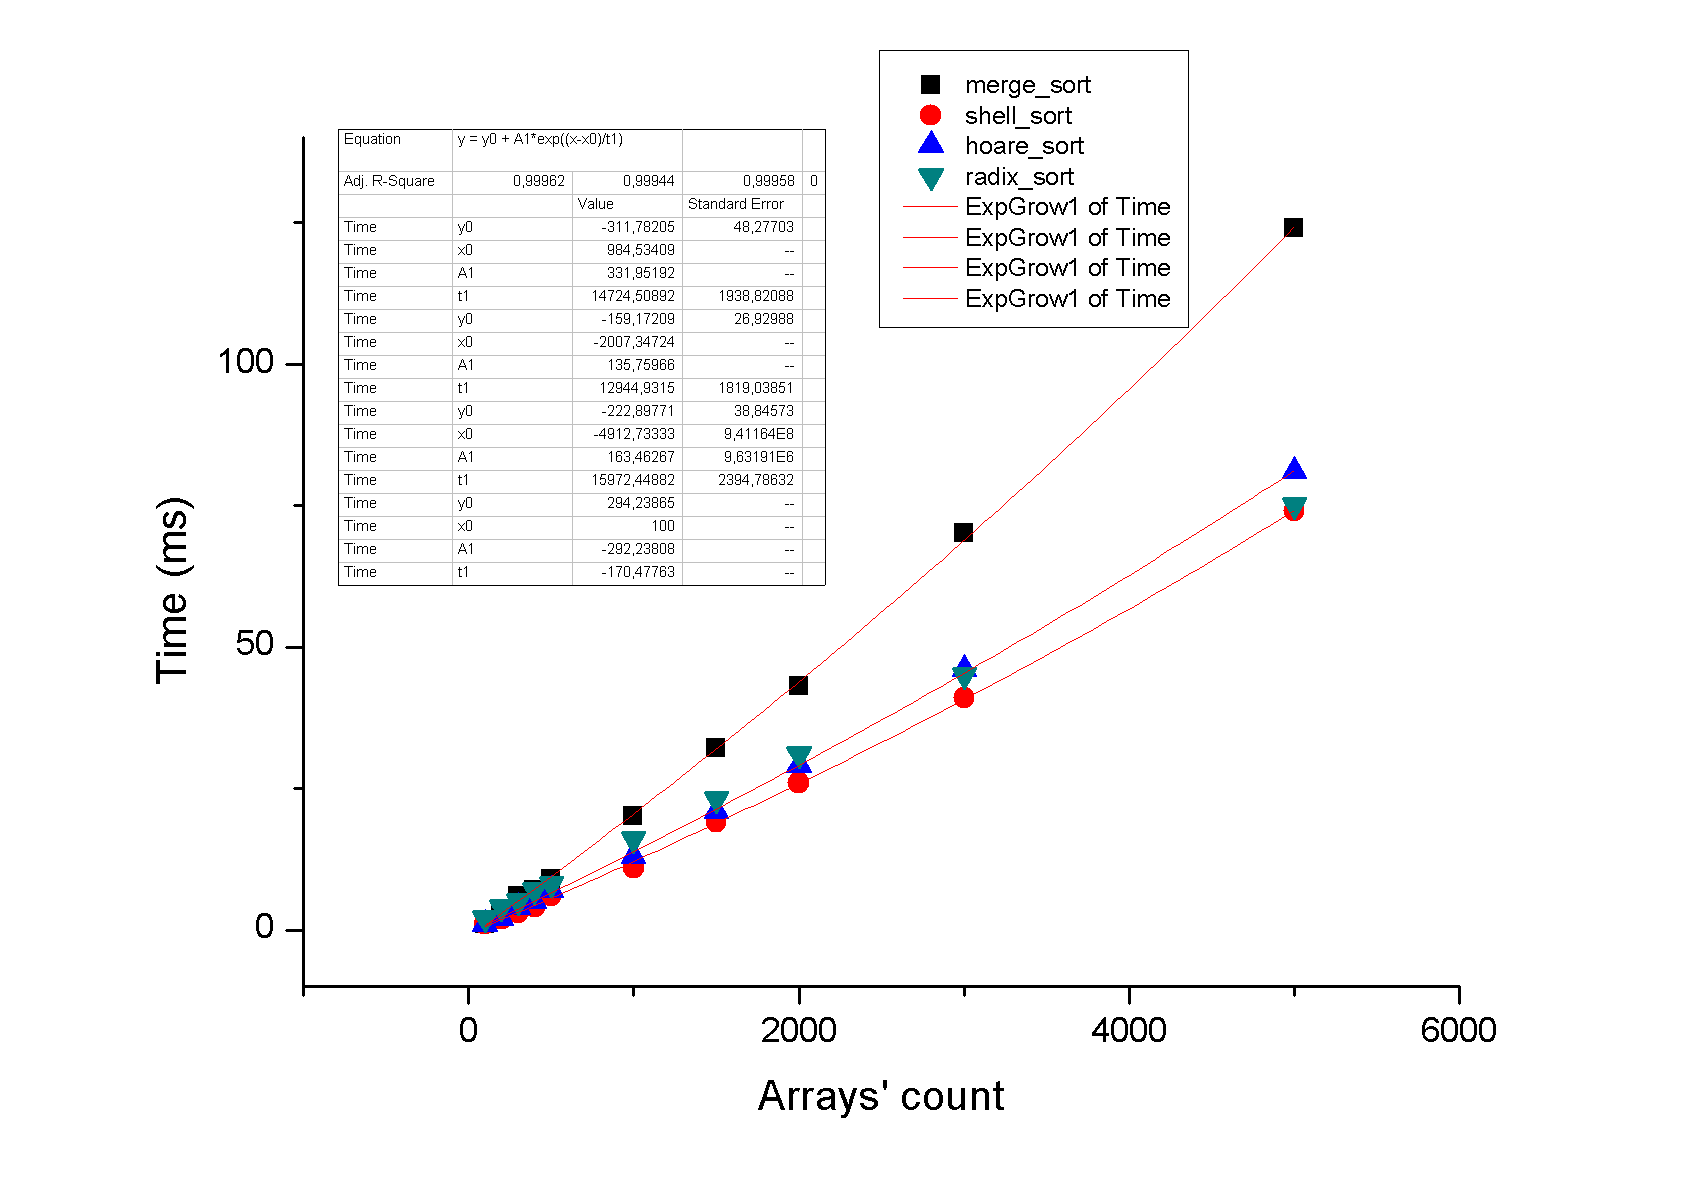 merge_sort
shell_sort
hoare_sort
radix_sort
ExpGrow1 of Time
ExpGrow1 of Time
ExpGrow1 of Time
ExpGrow1 of Time
Equation y = y0 + A1*exp((x-x0)/t1)
Adj. R-Square 0,99962 0,99944 0,99958 0
Value Standard Error
Time y0 -311,78205 48,27703
Time x0 984,53409 --
Time A1 331,95192 --
Time t1 14724,50892 1938,82088
Time y0 -159,17209 26,92988
Time x0 -2007,34724 --
Time A1 135,75966 --
Time t1 12944,9315 1819,03851
Time y0 -222,89771 38,84573
Time x0 -4912,73333 9,41164E8
Time A1 163,46267 9,63191E6
Time t1 15972,44882 2394,78632
Time y0 294,23865 --
Time x0 100 --
Time A1 -292,23808 --
Time t1 -170,47763 --
100
50
0
Time (ms)
0 2000 4000 6000
Arrays' count